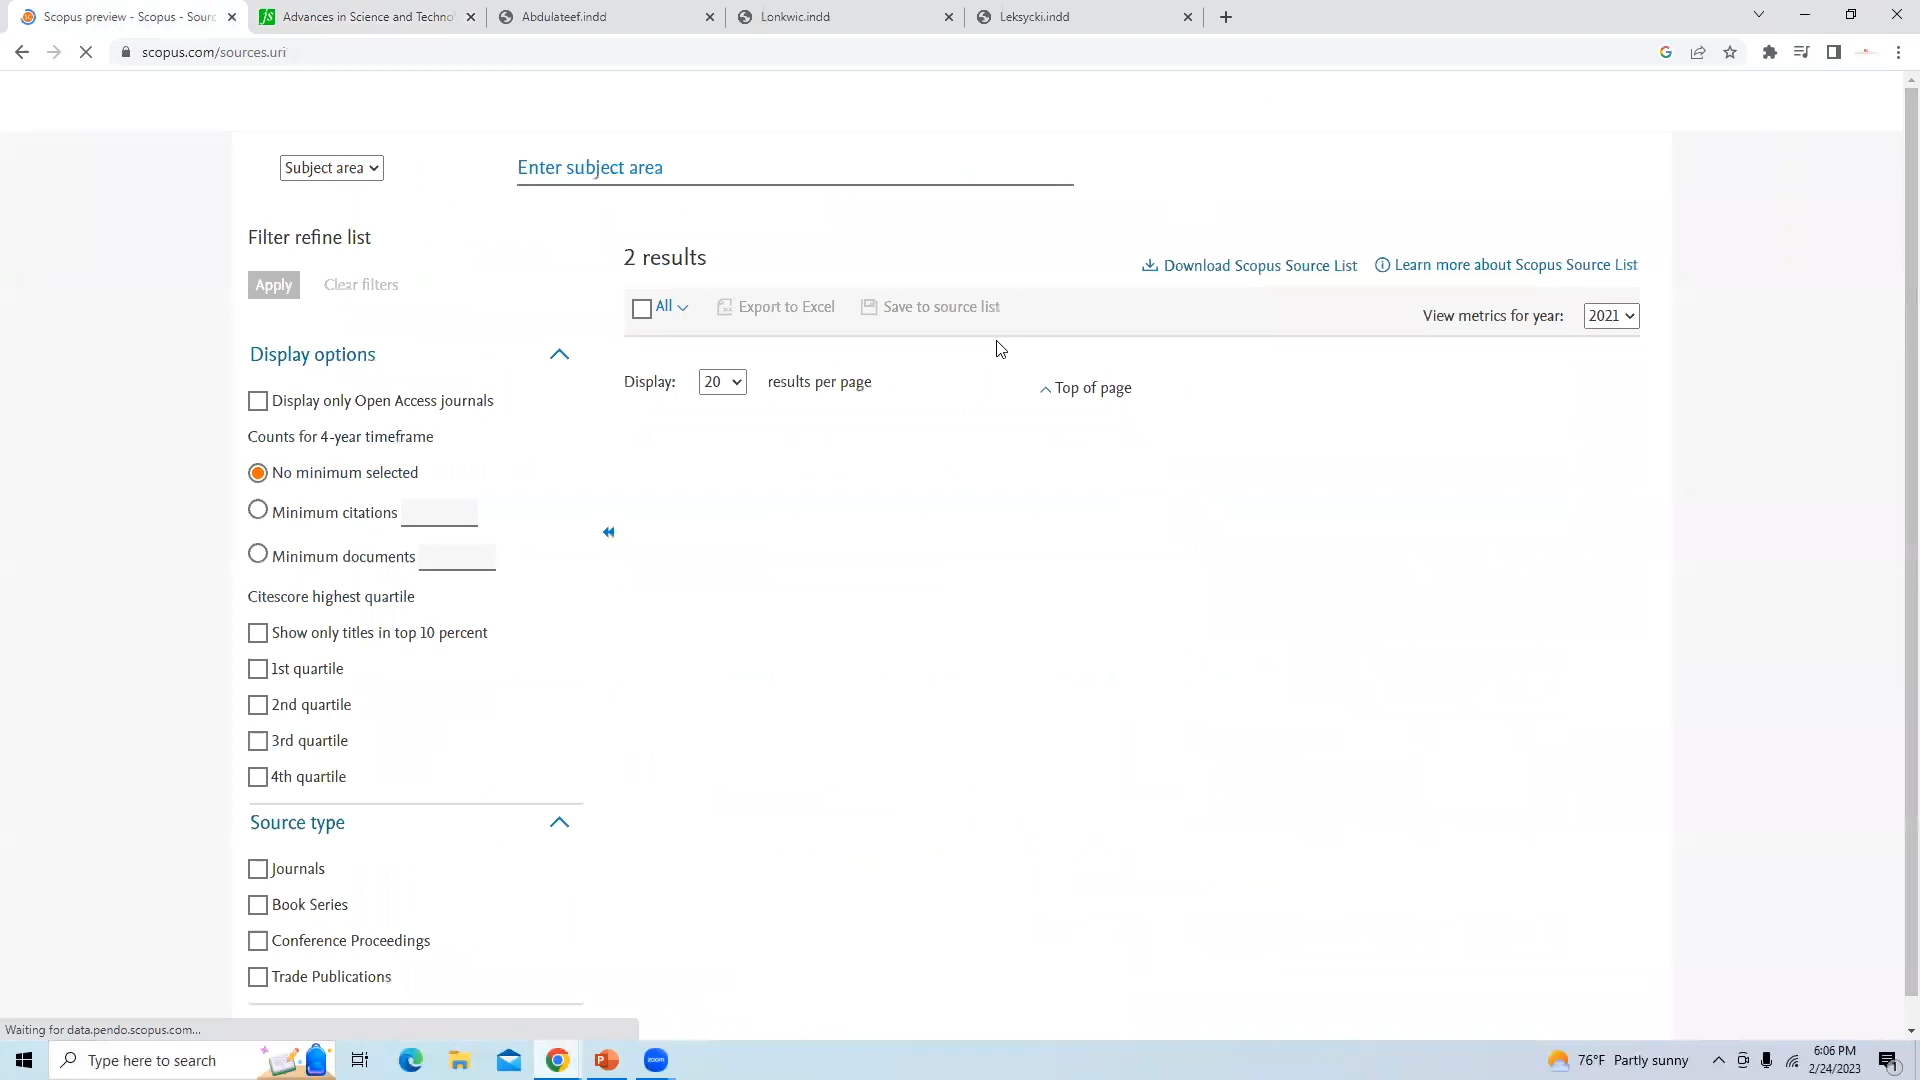 Scopus preview - Scopus - Sourc
Advances in Science and Techno
Abdulateef.indd
Lonkwic.indd
Leksycki.indd
scopus.com/sources.uri
Subject area
Enter subject area
Filter refine list
Apply
Clear filters
2 results
Download Scopus Source List
Learn more about Scopus Source List
All
Export to Excel
Save to source list
View metrics for year:
2021
Display options
Display:
20
results per page
Top of page
Display only Open Access journals
Counts for 4-year timeframe
No minimum selected
Minimum citations
Minimum documents
Citescore highest quartile
Show only titles in top 10 percent
1st quartile
2nd quartile
3rd quartile
4th quartile
Source type
Journals
Book Series
Conference Proceedings
Trade Publications
Waiting for data.pendo.scopus.com...
Type here to search
zoom
76°F Partly sunny
6:06 PM
2/24/2023
1